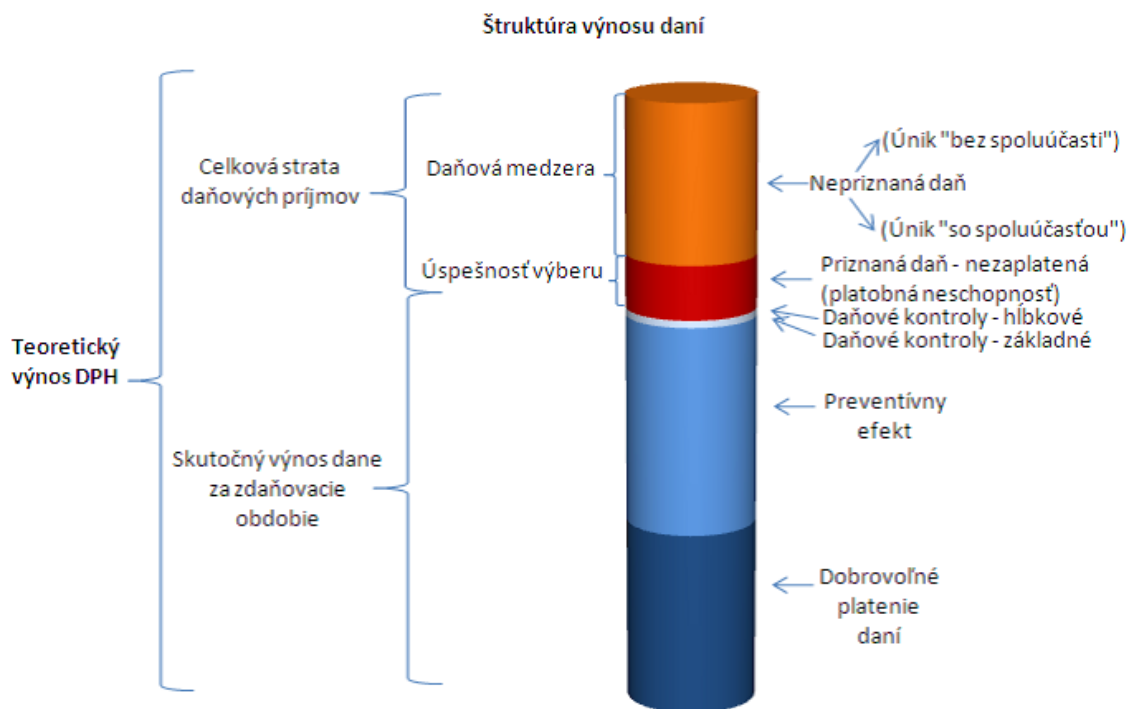 Štruktúra výnosu daní
Teoretický
výnos DPH
Celková strata
daňových príjmov
Skutočný výnos dane
za zdaňovacie
obdobie
Daňová medzera
Úspešnosť výberu
(Únik "bez spoluúčasti")
Nepriznaná daň
(Únik "so spoluúčasťou")
Priznaná daň - nezaplatená
(platobná neschopnosť)
Daňové kontroly - hĺbkové
Daňové kontroly - základné
Preventívny
efekt
Dobrovoľné
platenie
daní